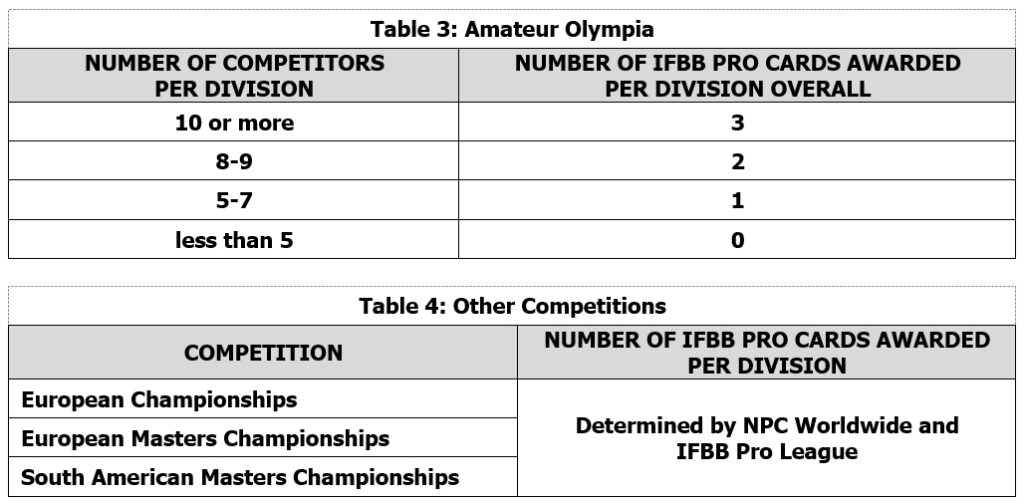 Table 3: Amateur Olympia
NUMBER OF COMPETITORS
PER DIVISION
NUMBER OF IFBB PRO CARDS AWARDED
PER DIVISION OVERALL
10 or more
3
8-9
2
5-7
1
less than 5
0
Table 4: Other Competitions
COMPETITION
NUMBER OF IFBB PRO CARDS AWARDED
PER DIVISION
European Championships
European Masters Championships
South American Masters Championships
Determined by NPC Worldwide and
IFBB Pro League